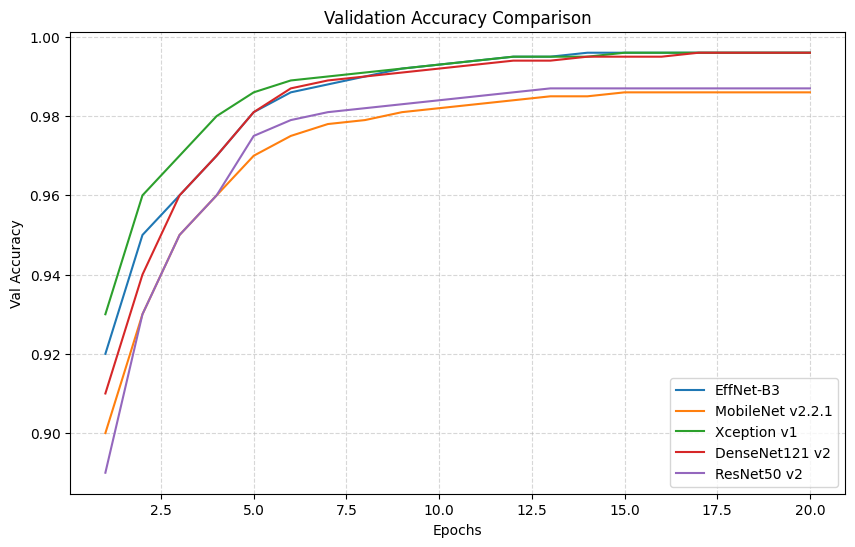 Validation Accuracy Comparison
1.00
0.98
0.96
0.94
0.92
0.90
Val Accuracy
EffNet-B3
MobileNet v2.2.1
Xception v1
DenseNet121 v2
ResNet50 v2
2.5 5.0 7.5 10.0 12.5 15.0 17.5 20.0
Epochs